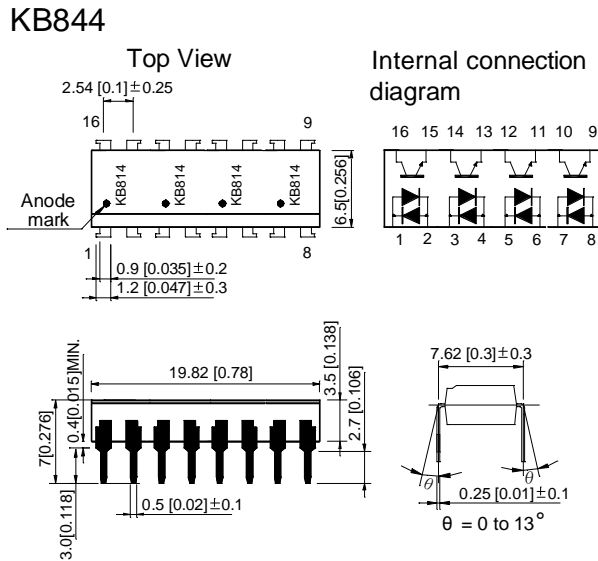 KB844
Top View
2.54 [0.1]±0.25
16 9
KB814 KB814 KB814 KB814
Anode
mark
6.5[0.256]
1 8
0.9 [0.035]±0.2
1.2 [0.047]±0.3
Internal connection
diagram
16 15 14 13 12 11 10 9
1 2 3 4 5 6 7 8
19.82 [0.78]
3.5 [0.138]
2.7 [0.106]
0.4[0.015]MIN.
7[0.276]
3.0[0.118]
0.5 [0.02]±0.1
7.62 [0.3]±0.3
θ θ
0.25 [0.01]±0.1
θ = 0 to 13°